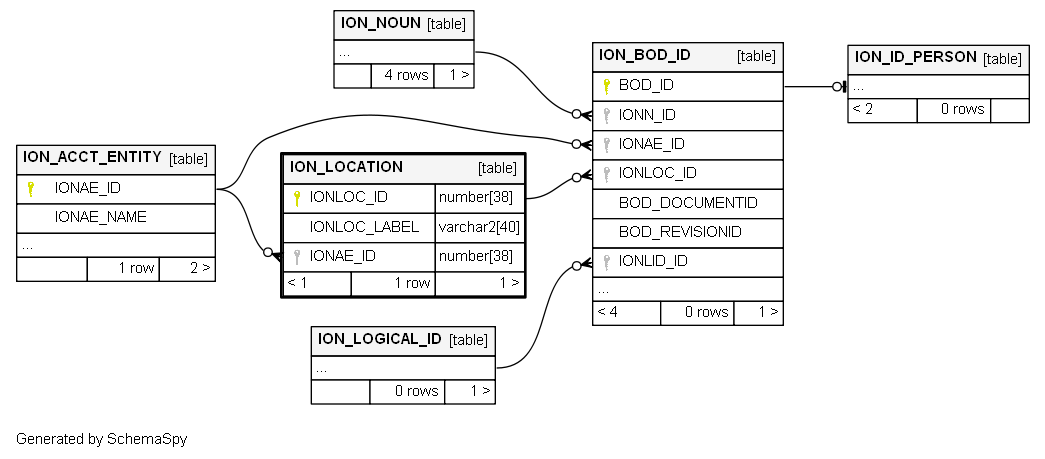 ION_NOUN [table]
...
4 rows 1 >
ION_BOD_ID [table]
BOD_ID
IONN_ID
IONAE_ID
IONLOC_ID
BOD_DOCUMENTID
BOD_REVISIONID
IONLID_ID
...
< 4 0 rows 1 >
ION_ID_PERSON [table]
...
< 2 0 rows
ION_ACCT_ENTITY [table]
IONAE_ID
IONAE_NAME
...
1 row 2 >
ION_LOCATION [table]
IONLOC_ID number[38]
IONLOC_LABEL varchar2[40]
IONAE_ID number[38]
< 1 1 row 1 >
ION_LOGICAL_ID [table]
...
0 rows 1 >
Generated by SchemaSpy